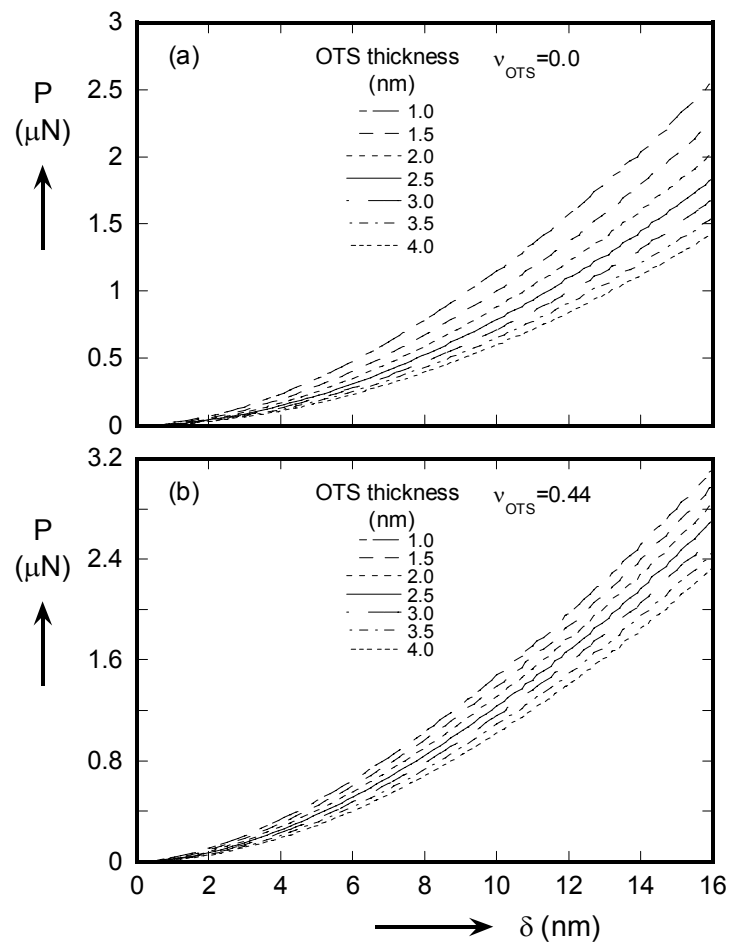 3
(a)
OTS thickness
(nm)
ν_OTS=0.0
P
(μN)
2.5
2
1.5
1
0.5
0
1.0
1.5
2.0
2.5
3.0
3.5
4.0
3.2
(b)
OTS thickness
(nm)
ν_OTS=0.44
P
(μN)
2.4
1.6
0.8
0
1.0
1.5
2.0
2.5
3.0
3.5
4.0
0 2 4 6 8 10 12 14 16
δ (nm)